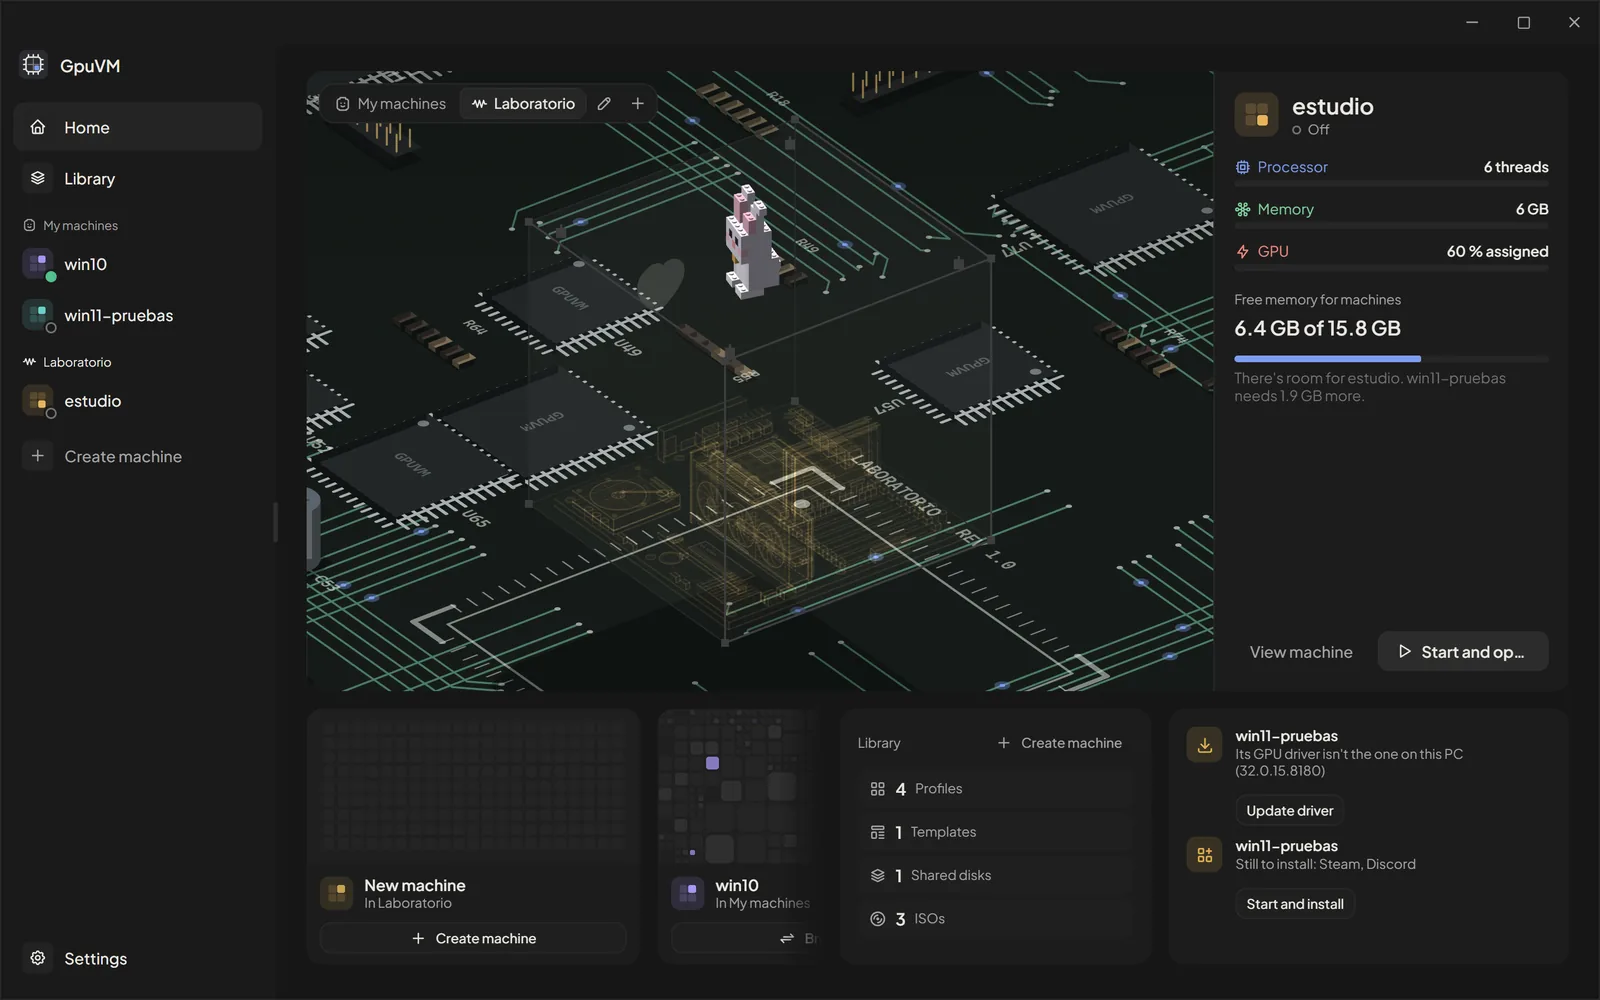 GpuVM
Home
Library
My machines
win10
win11-pruebas
Laboratorio
estudio
Create machine
Settings
My machines
Laboratorio
R18
GPUVM
U71
R49
GPUVM
R64
U49
GPUVM
U57
GPUVM
GPUVM
U65
LABORATORIO · REV 1.0
estudio
Off
Processor
6 threads
Memory
6 GB
GPU
60 % assigned
Free memory for machines
6.4 GB of 15.8 GB
There's room for estudio. win11-pruebas
needs 1.9 GB more.
View machine
Start and op...
New machine
In Laboratorio
Create machine
win10
In My machines
Br
Library
Create machine
4 Profiles
1 Templates
1 Shared disks
3 ISOs
win11-pruebas
Its GPU driver isn't the one on this PC
(32.0.15.8180)
Update driver
win11-pruebas
Still to install: Steam, Discord
Start and install